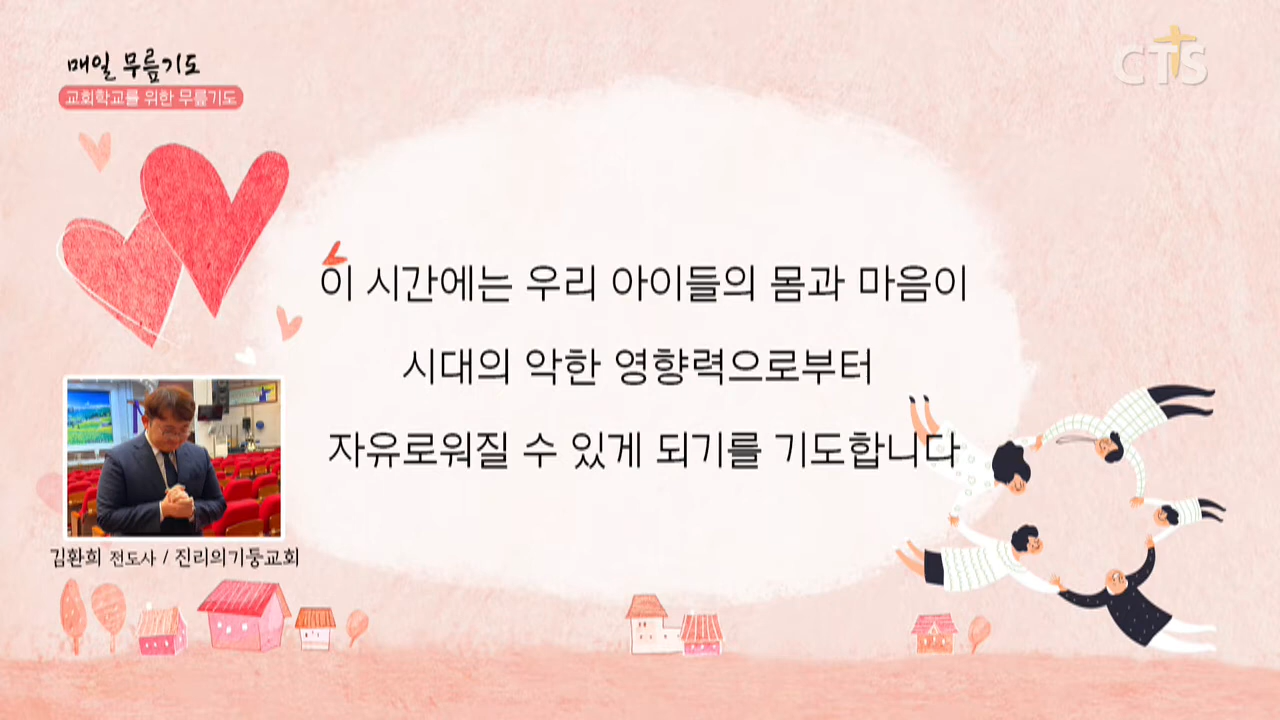 매일 무릎기도
교회학교를 위한 무릎기도
CTS
이 시간에는 우리 아이들의 몸과 마음이
시대의 악한 영향력으로부터
자유로워질 수 있게 되기를 기도합니다
김환희 전도사 / 진리의기둥교회